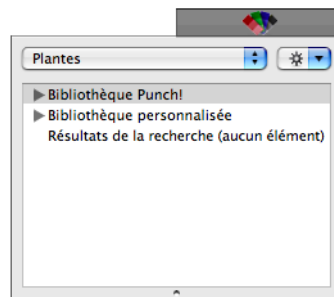 Plantes
Bibliothèque Punch!
Bibliothèque personnalisée
Résultats de la recherche (aucun élément)